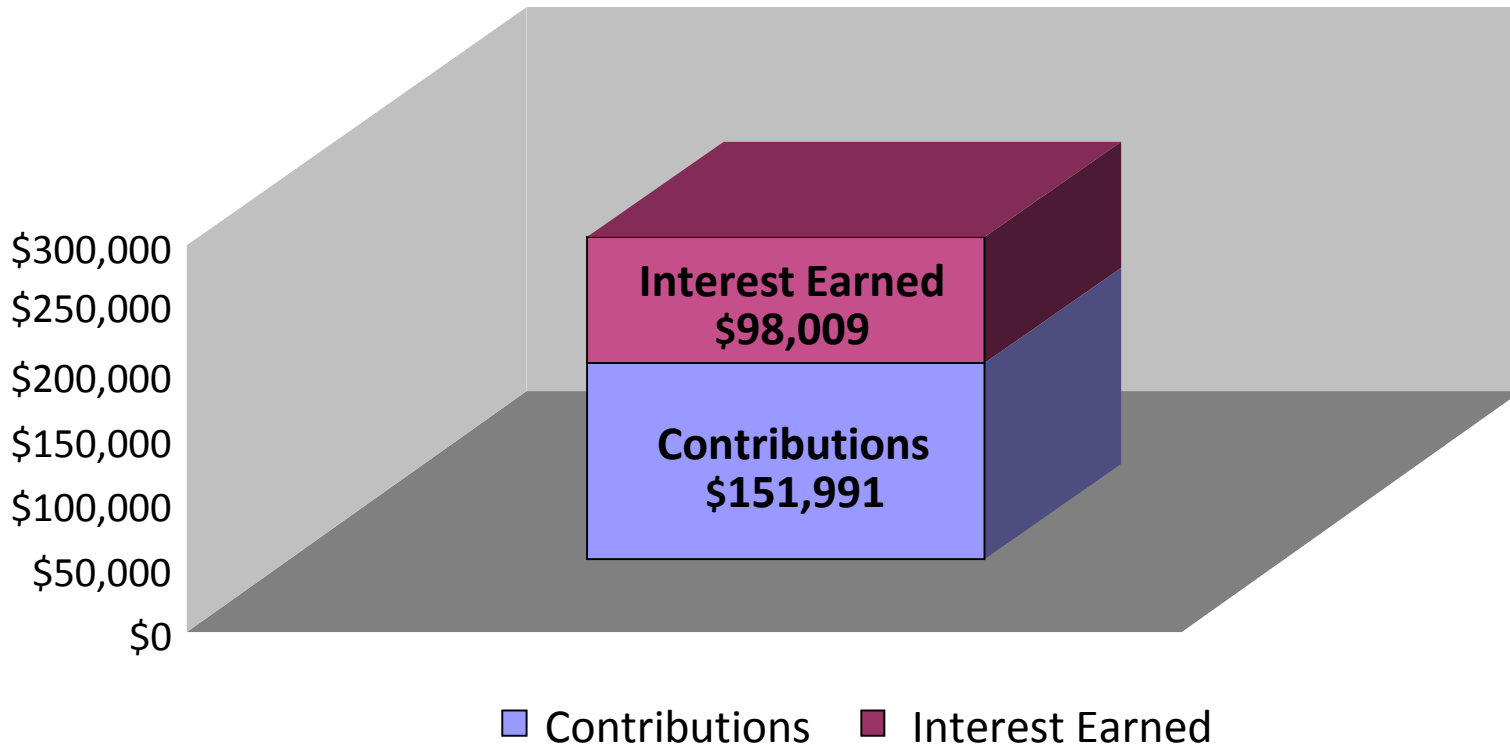 $300,000
$250,000
$200,000
$150,000
$100,000
$50,000
$0
Interest Earned
$98,009
Contributions
$151,991
Contributions
Interest Earned